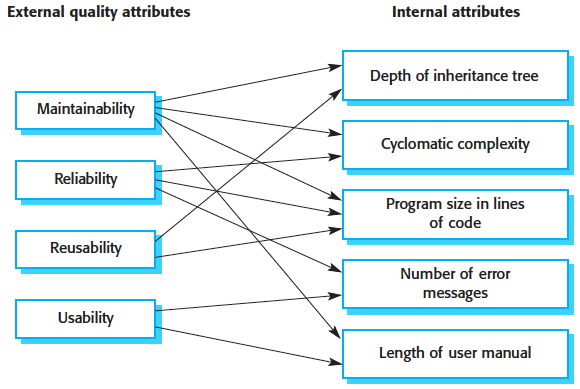 External quality attributes
Internal attributes
Maintainability
Reliability
Reusability
Usability
Depth of inheritance tree
Cyclomatic complexity
Program size in lines
of code
Number of error
messages
Length of user manual